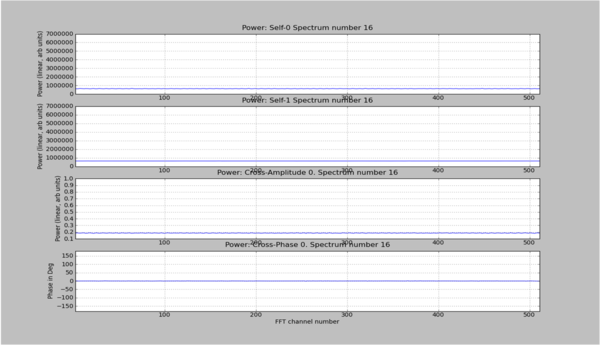 Power: Self-0 Spectrum number 16
Power (linear, arb units)
7000000
6000000
5000000
4000000
3000000
2000000
1000000
0
100 200 300 400 500
Power: Self-1 Spectrum number 16
Power (linear, arb units)
7000000
6000000
5000000
4000000
3000000
2000000
1000000
0
100 200 300 400 500
Power: Cross-Amplitude 0. Spectrum number 16
Power (linear, arb units)
1.0
0.9
0.8
0.7
0.6
0.5
0.4
0.3
0.2
0.1
100 200 300 400 500
Power: Cross-Phase 0. Spectrum number 16
Phase in Deg
150
100
50
0
−50
−100
−150
100 200 300 400 500
FFT channel number